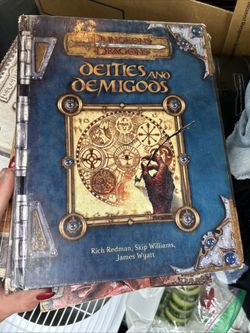 DUNGEONS
DRAGONS
DEITIES AND
DEMIGODS
Rich Redman, Skip Williams,
James Wyatt